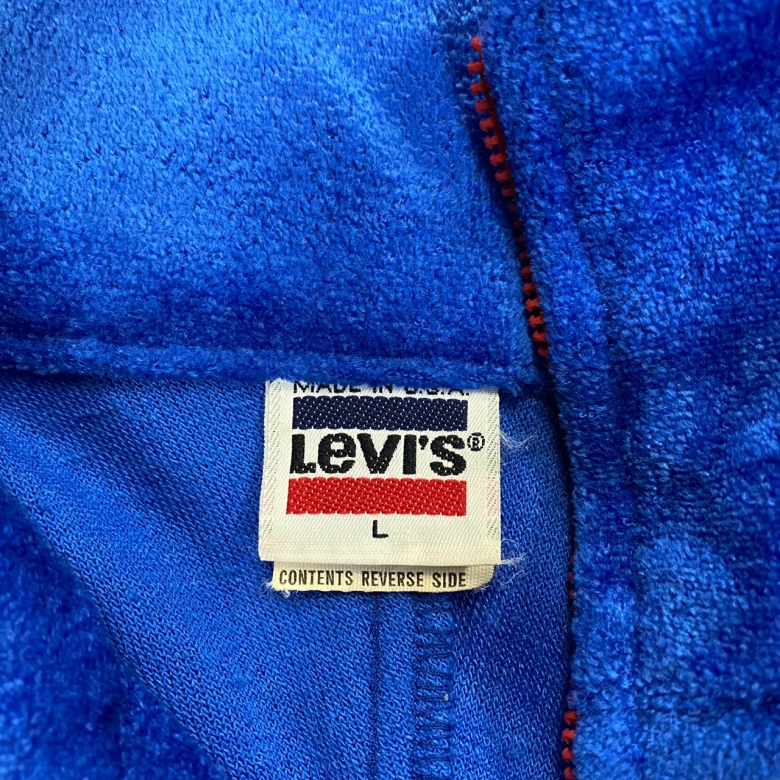 MADE IN U.S.A.
Levi's®
L
CONTENTS REVERSE SIDE